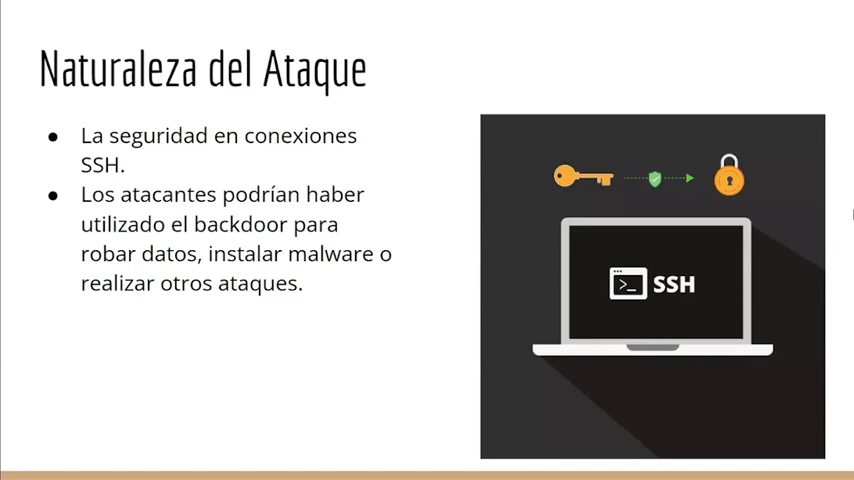 Naturaleza del Ataque
● La seguridad en conexiones
SSH.
● Los atacantes podrían haber
utilizado el backdoor para
robar datos, instalar malware o
realizar otros ataques.
>_ SSH